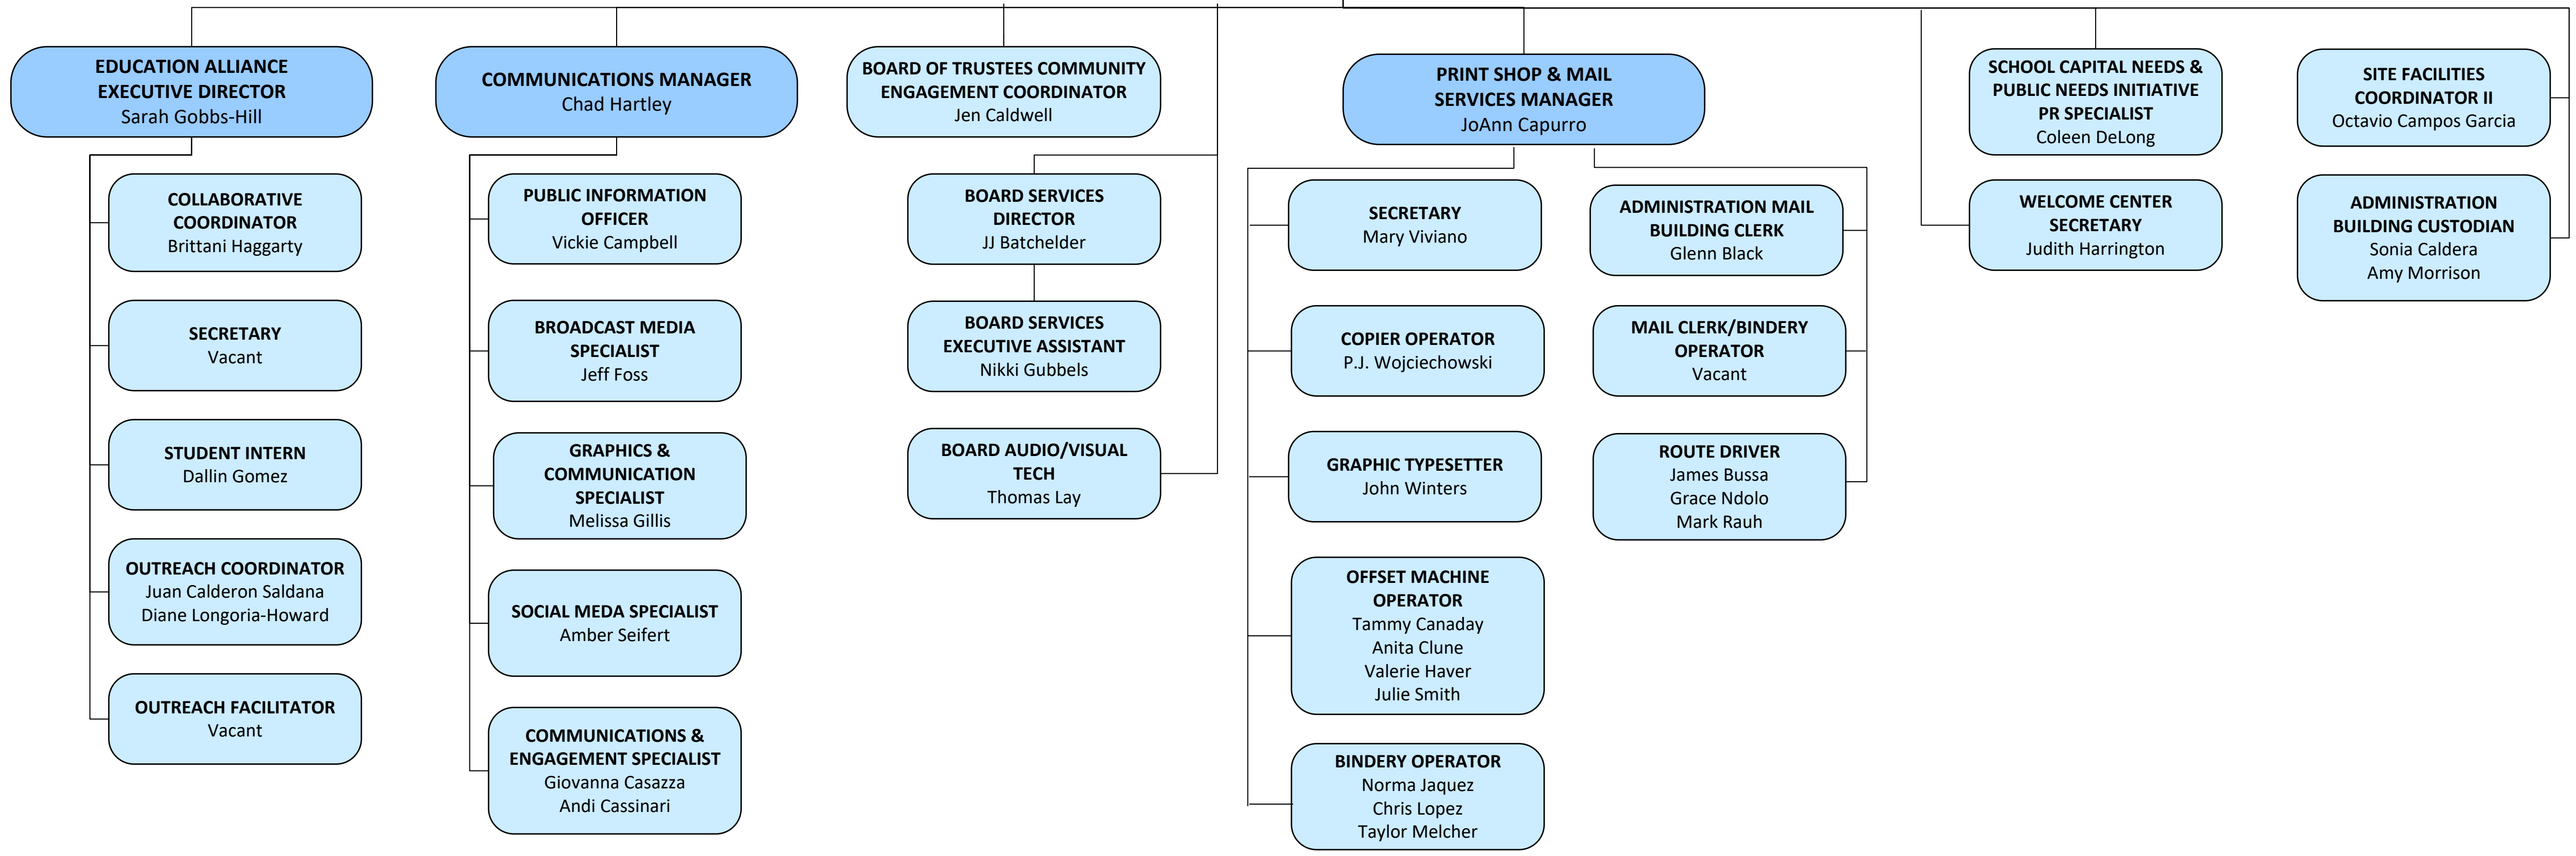 EDUCATION ALLIANCE
EXECUTIVE DIRECTOR
Sarah Gobbs-Hill
COLLABORATIVE
COORDINATOR
Brittani Haggarty
SECRETARY
Vacant
STUDENT INTERN
Dallin Gomez
OUTREACH COORDINATOR
Juan Calderon Saldana
Diane Longoria-Howard
OUTREACH FACILITATOR
Vacant
COMMUNICATIONS MANAGER
Chad Hartley
PUBLIC INFORMATION
OFFICER
Vickie Campbell
BROADCAST MEDIA
SPECIALIST
Jeff Foss
GRAPHICS &
COMMUNICATION
SPECIALIST
Melissa Gillis
SOCIAL MEDA SPECIALIST
Amber Seifert
COMMUNICATIONS &
ENGAGEMENT SPECIALIST
Giovanna Casazza
Andi Cassinari
BOARD OF TRUSTEES COMMUNITY
ENGAGEMENT COORDINATOR
Jen Caldwell
BOARD SERVICES
DIRECTOR
JJ Batchelder
BOARD SERVICES
EXECUTIVE ASSISTANT
Nikki Gubbels
BOARD AUDIO/VISUAL
TECH
Thomas Lay
PRINT SHOP & MAIL
SERVICES MANAGER
JoAnn Capurro
SECRETARY
Mary Viviano
COPIER OPERATOR
P.J. Wojciechowski
GRAPHIC TYPESETTER
John Winters
OFFSET MACHINE
OPERATOR
Tammy Canaday
Anita Clune
Valerie Haver
Julie Smith
BINDERY OPERATOR
Norma Jaquez
Chris Lopez
Taylor Melcher
ADMINISTRATION MAIL
BUILDING CLERK
Glenn Black
MAIL CLERK/BINDERY
OPERATOR
Vacant
ROUTE DRIVER
James Bussa
Grace Ndolo
Mark Rauh
SCHOOL CAPITAL NEEDS &
PUBLIC NEEDS INITIATIVE
PR SPECIALIST
Coleen DeLong
WELCOME CENTER
SECRETARY
Judith Harrington
SITE FACILITIES
COORDINATOR II
Octavio Campos Garcia
ADMINISTRATION
BUILDING CUSTODIAN
Sonia Caldera
Amy Morrison